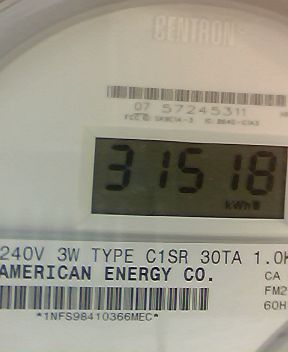 CENTRON
07 57245311
31518
kWh
240V 3W TYPE C1SR 30TA 1.0K
AMERICAN ENERGY CO.
CA
FM2
60H
*1NFS98410366MEC*